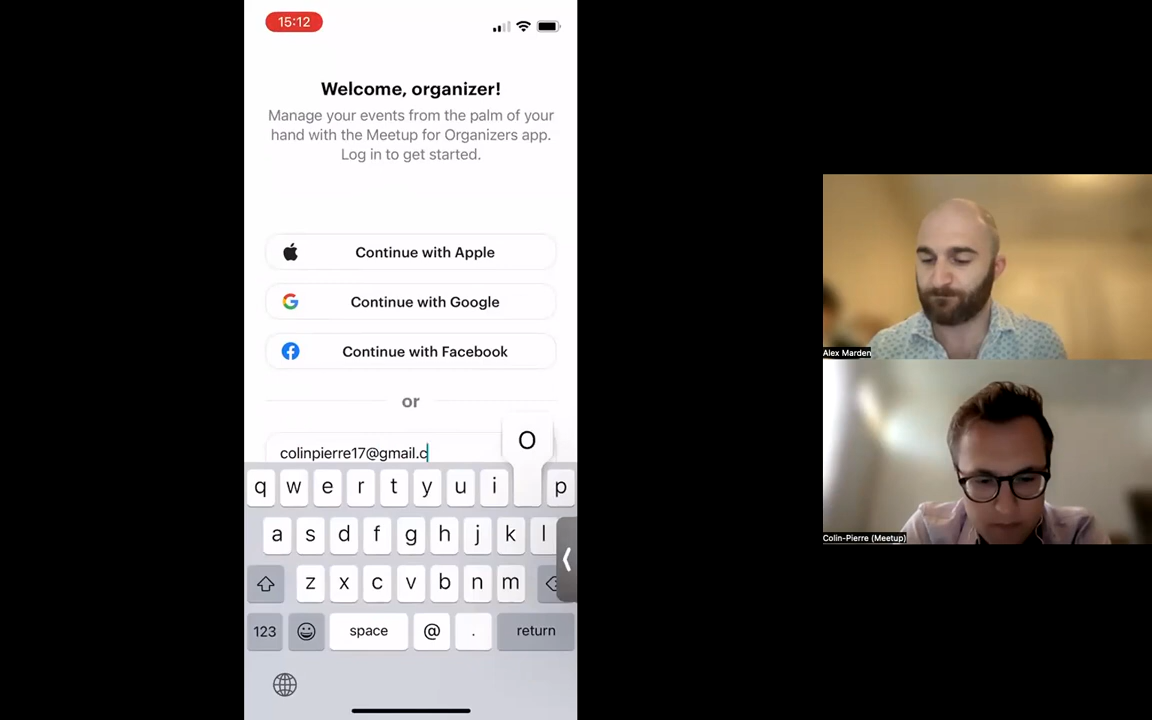 15:12
Welcome, organizer!
Manage your events from the palm of your
hand with the Meetup for Organizers app.
Log in to get started.
Continue with Apple
Continue with Google
Continue with Facebook
or
colinpierre17@gmail.c
O
q w e r t y u i p
a s d f g h j k l
z x c v b n m
123 space @ . return
Alex Marden
Colin-Pierre (Meetup)